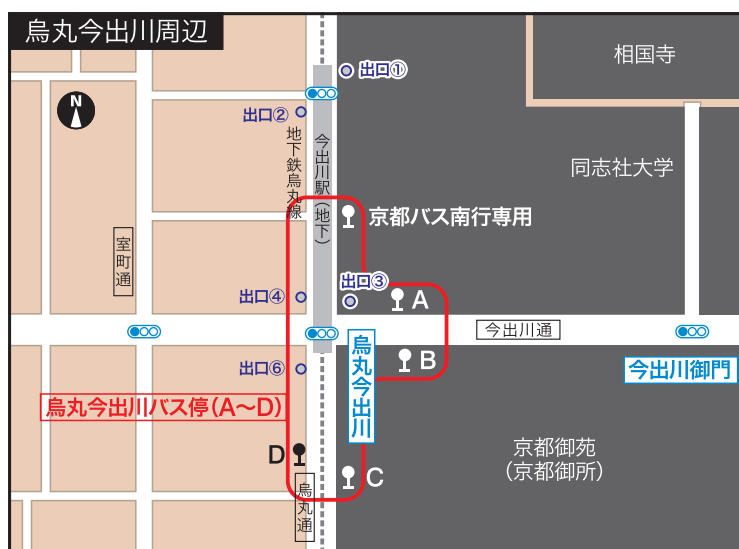 烏丸今出川周辺
相国寺
出口①
N
出口②
地下鉄烏丸線
今出川駅(地下)
同志社大学
京都バス南行専用
室町通
出口③
出口④
A
今出川通
烏丸今出川
B
今出川御門
出口⑥
烏丸今出川バス停(A〜D)
京都御苑
(京都御所)
D
C
烏丸通